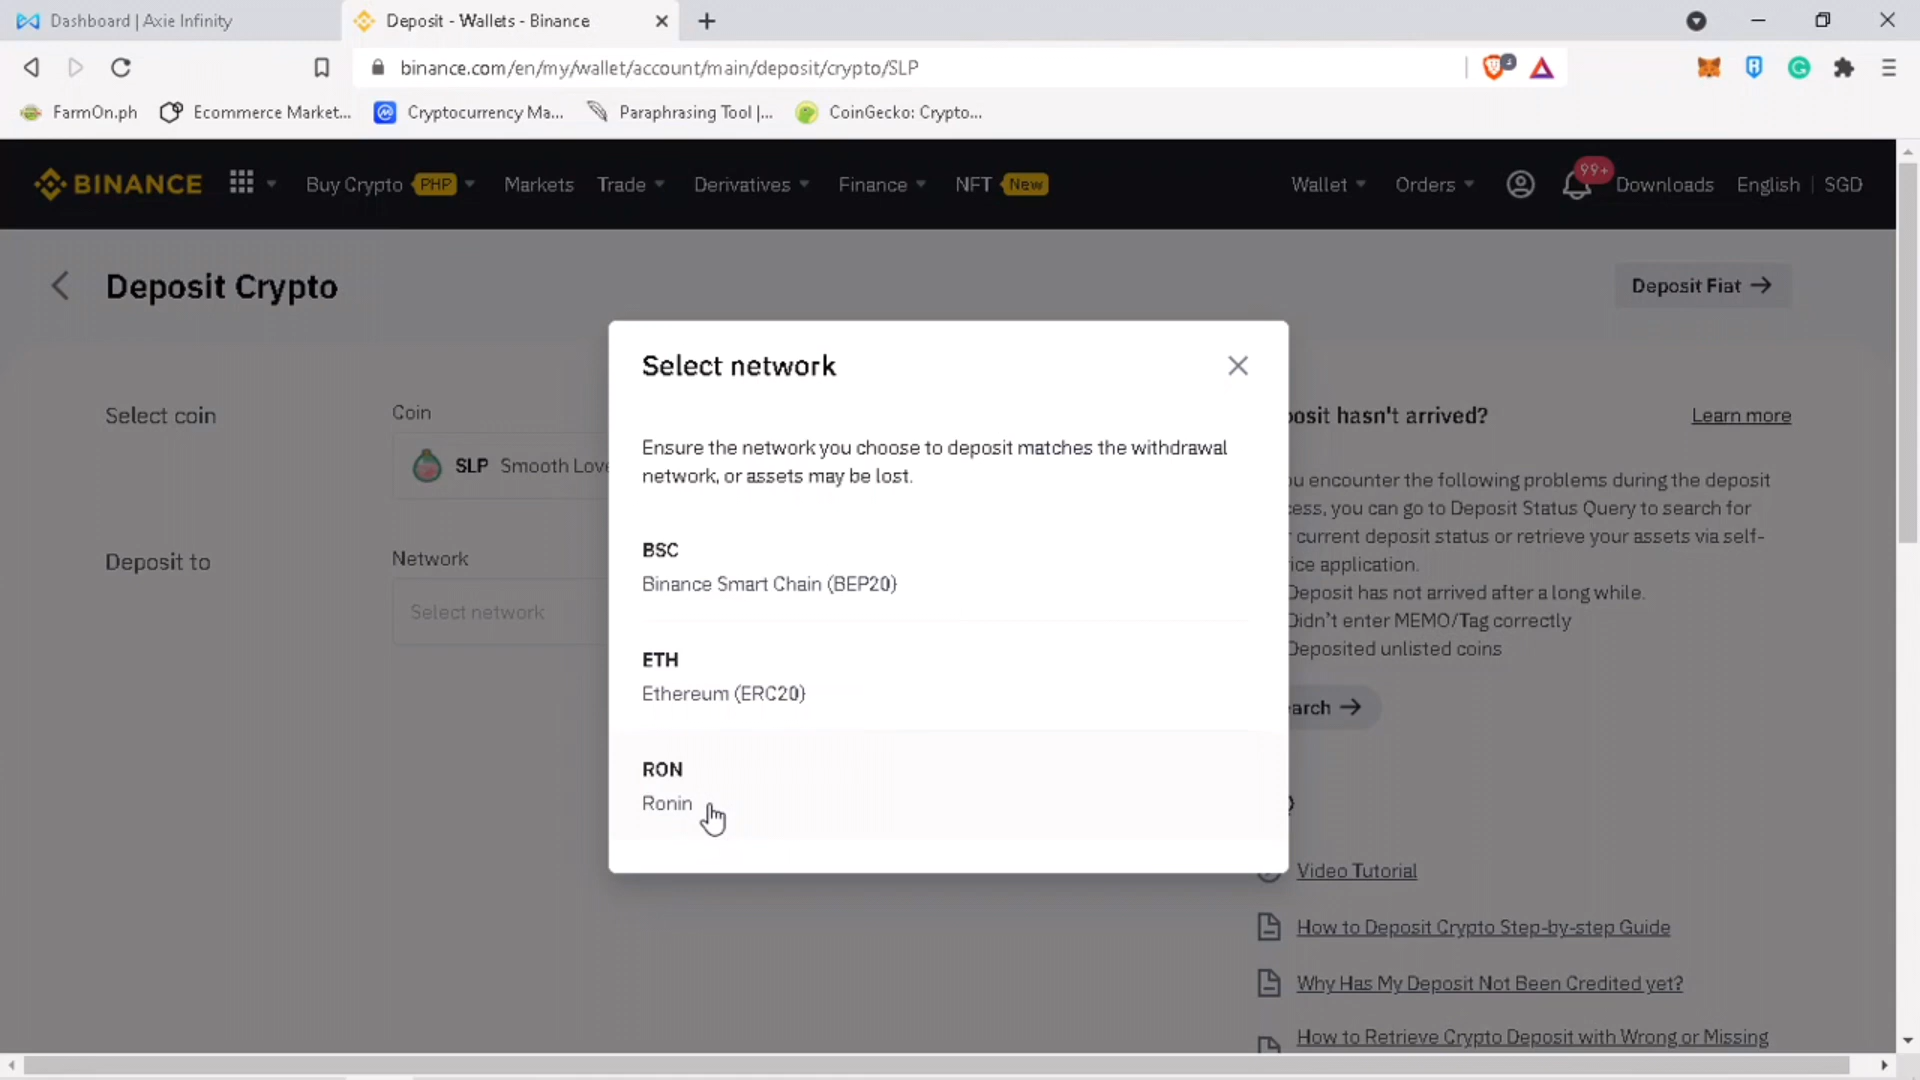 Dashboard | Axie Infinity
Deposit - Wallets - Binance
binance.com/en/my/wallet/account/main/deposit/crypto/SLP
FarmOn.ph
Ecommerce Market...
Cryptocurrency Ma...
Paraphrasing Tool |...
CoinGecko: Crypto...
BINANCE
Buy Crypto PHP
Markets
Trade
Derivatives
Finance
NFT New
Wallet
Orders
99+
Downloads
English | SGD
Deposit Crypto
Deposit Fiat →
Select network
Ensure the network you choose to deposit matches the withdrawal
network, or assets may be lost.
BSC
Binance Smart Chain (BEP20)
ETH
Ethereum (ERC20)
RON
Ronin
Select coin
Coin
SLP Smooth Love
Deposit to
Network
Select network
posit hasn't arrived?
Learn more
u encounter the following problems during the deposit
ess, you can go to Deposit Status Query to search for
current deposit status or retrieve your assets via self-
ice application.
Deposit has not arrived after a long while.
Didn't enter MEMO/Tag correctly
Deposited unlisted coins
arch →
Video Tutorial
How to Deposit Crypto Step-by-step Guide
Why Has My Deposit Not Been Credited yet?
How to Retrieve Crypto Deposit with Wrong or Missing